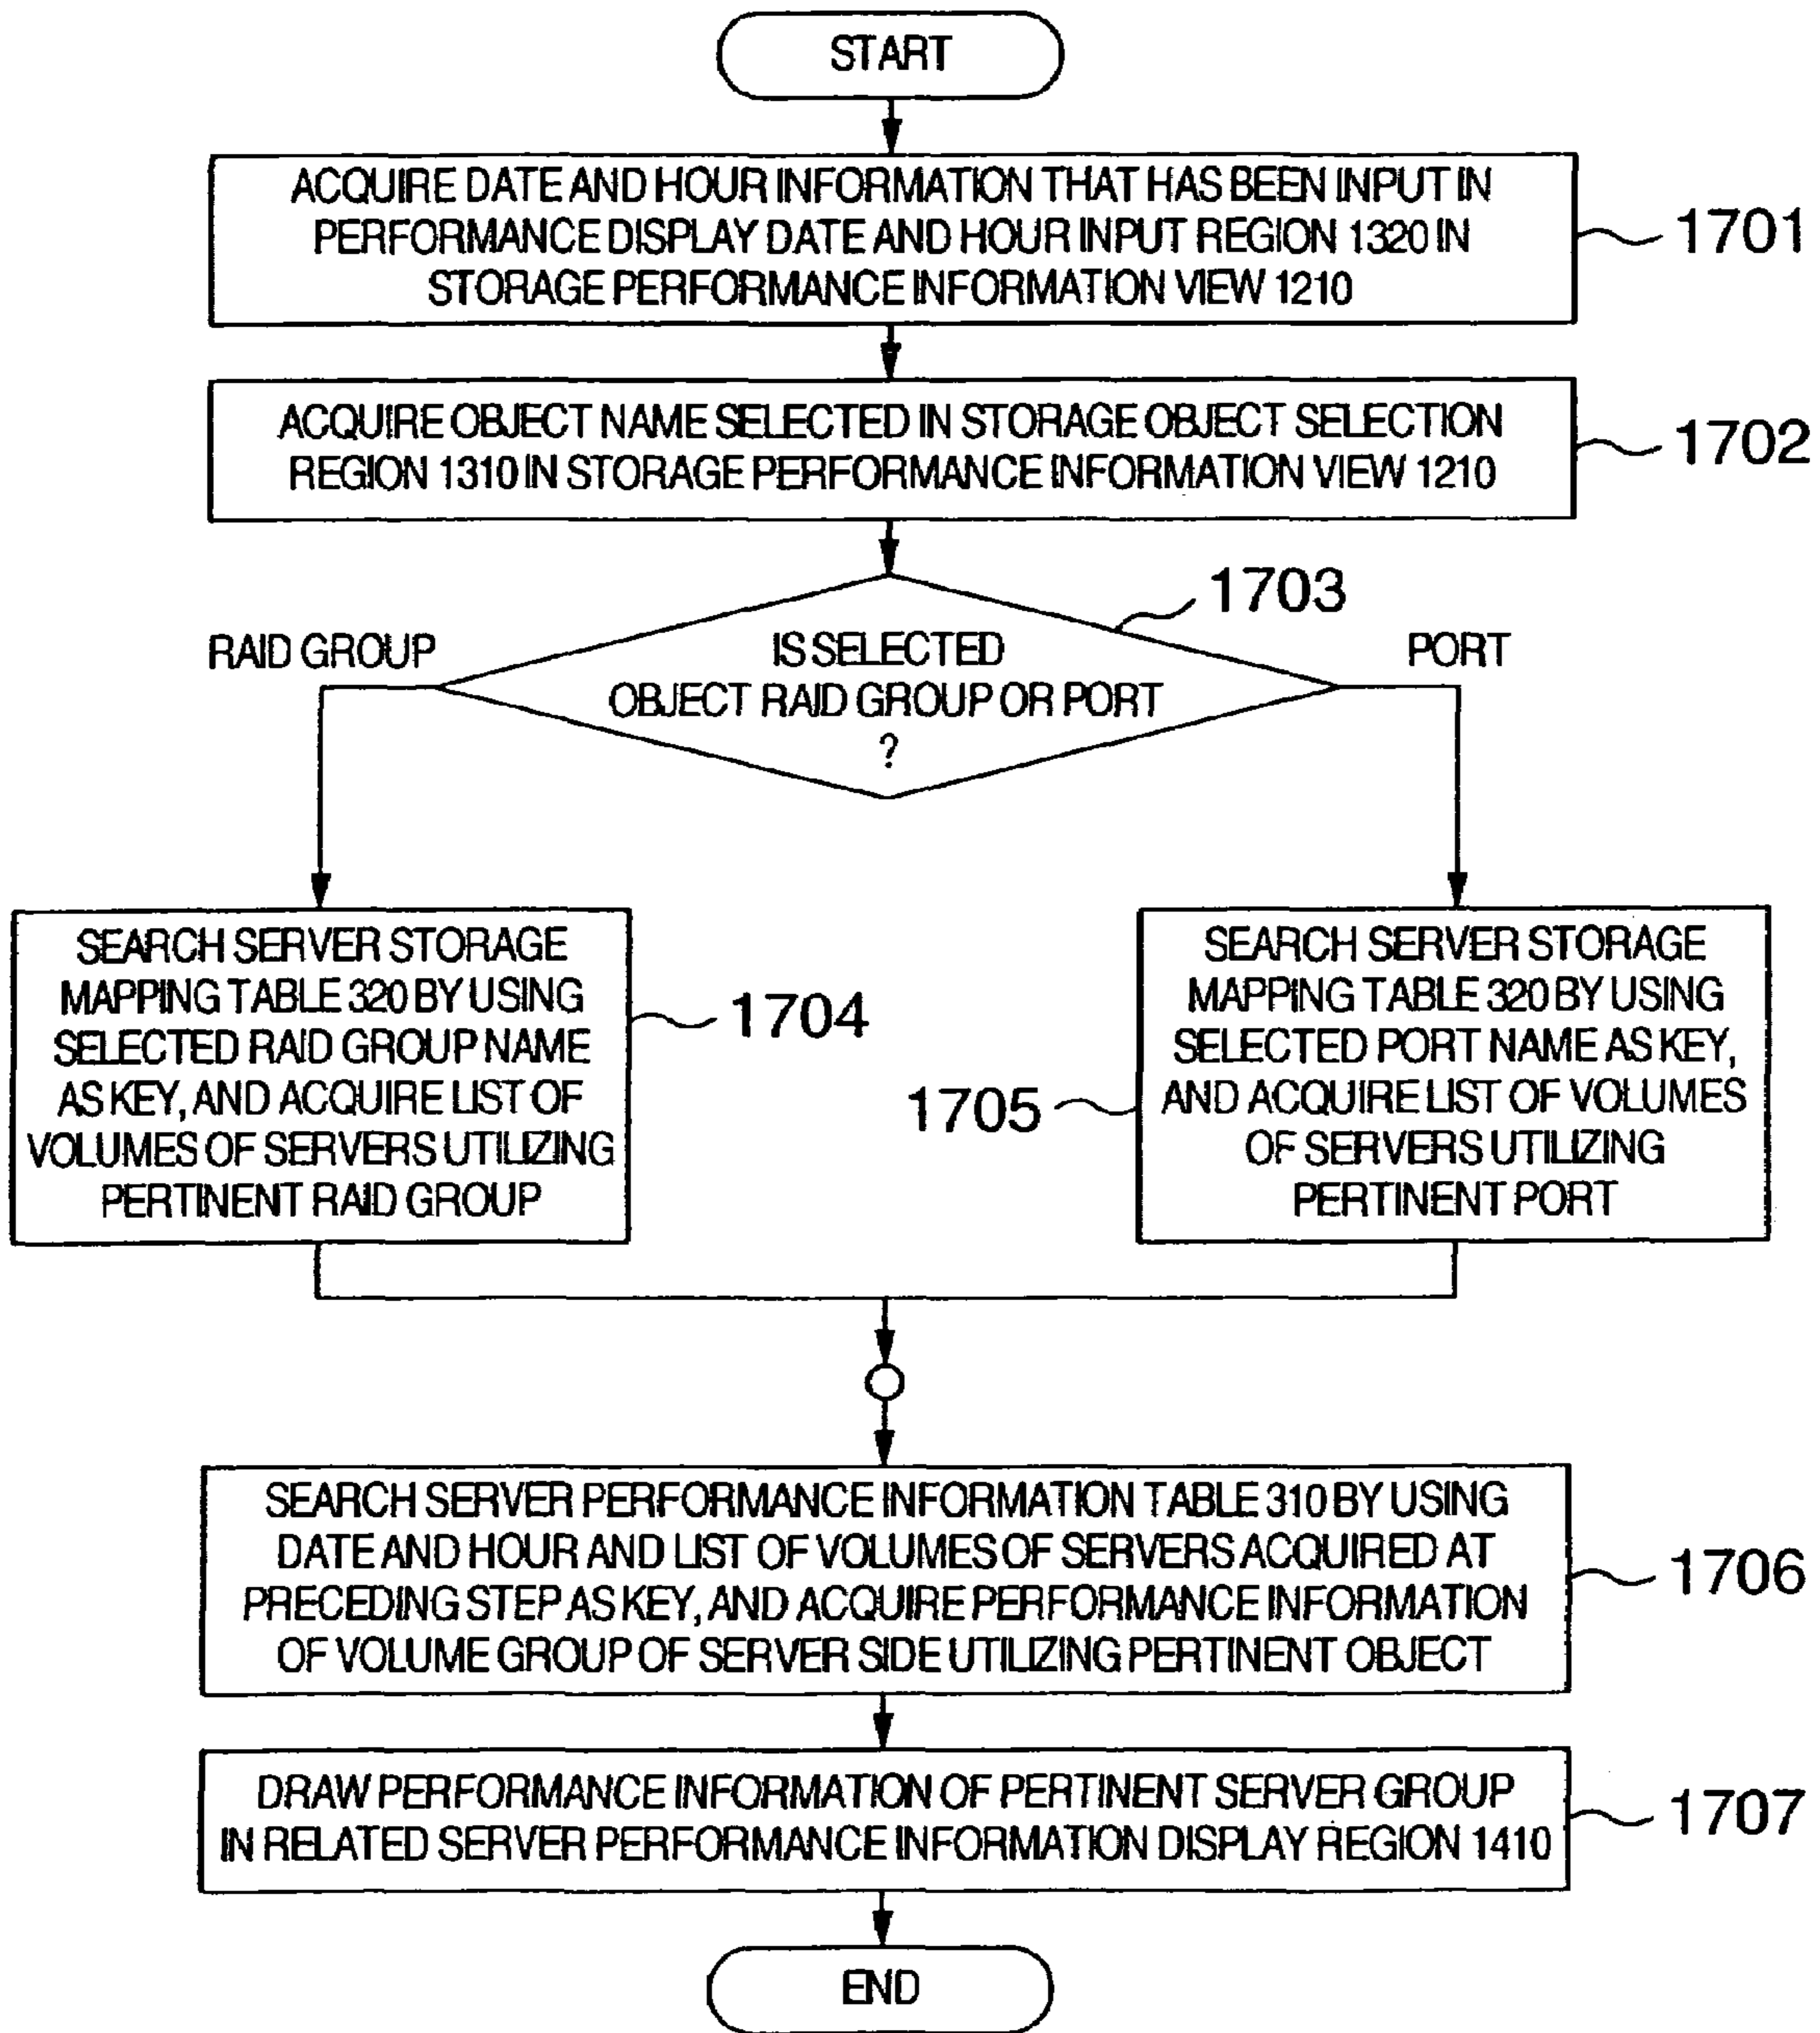 START
ACQUIRE DATE AND HOUR INFORMATION THAT HAS BEEN INPUT IN
PERFORMANCE DISPLAY DATE AND HOUR INPUT REGION 1320 IN
STORAGE PERFORMANCE INFORMATION VIEW 1210
1701
ACQUIRE OBJECT NAME SELECTED IN STORAGE OBJECT SELECTION
REGION 1310 IN STORAGE PERFORMANCE INFORMATION VIEW 1210
1702
1703
RAID GROUP
IS SELECTED
OBJECT RAID GROUP OR PORT
?
PORT
SEARCH SERVER STORAGE
MAPPING TABLE 320 BY USING
SELECTED RAID GROUP NAME
AS KEY, AND ACQUIRE LIST OF
VOLUMES OF SERVERS UTILIZING
PERTINENT RAID GROUP
1704
SEARCH SERVER STORAGE
MAPPING TABLE 320 BY USING
SELECTED PORT NAME AS KEY,
AND ACQUIRE LIST OF VOLUMES
OF SERVERS UTILIZING
PERTINENT PORT
1705
SEARCH SERVER PERFORMANCE INFORMATION TABLE 310 BY USING
DATE AND HOUR AND LIST OF VOLUMES OF SERVERS ACQUIRED AT
PRECEDING STEP AS KEY, AND ACQUIRE PERFORMANCE INFORMATION
OF VOLUME GROUP OF SERVER SIDE UTILIZING PERTINENT OBJECT
1706
DRAW PERFORMANCE INFORMATION OF PERTINENT SERVER GROUP
IN RELATED SERVER PERFORMANCE INFORMATION DISPLAY REGION 1410
1707
END